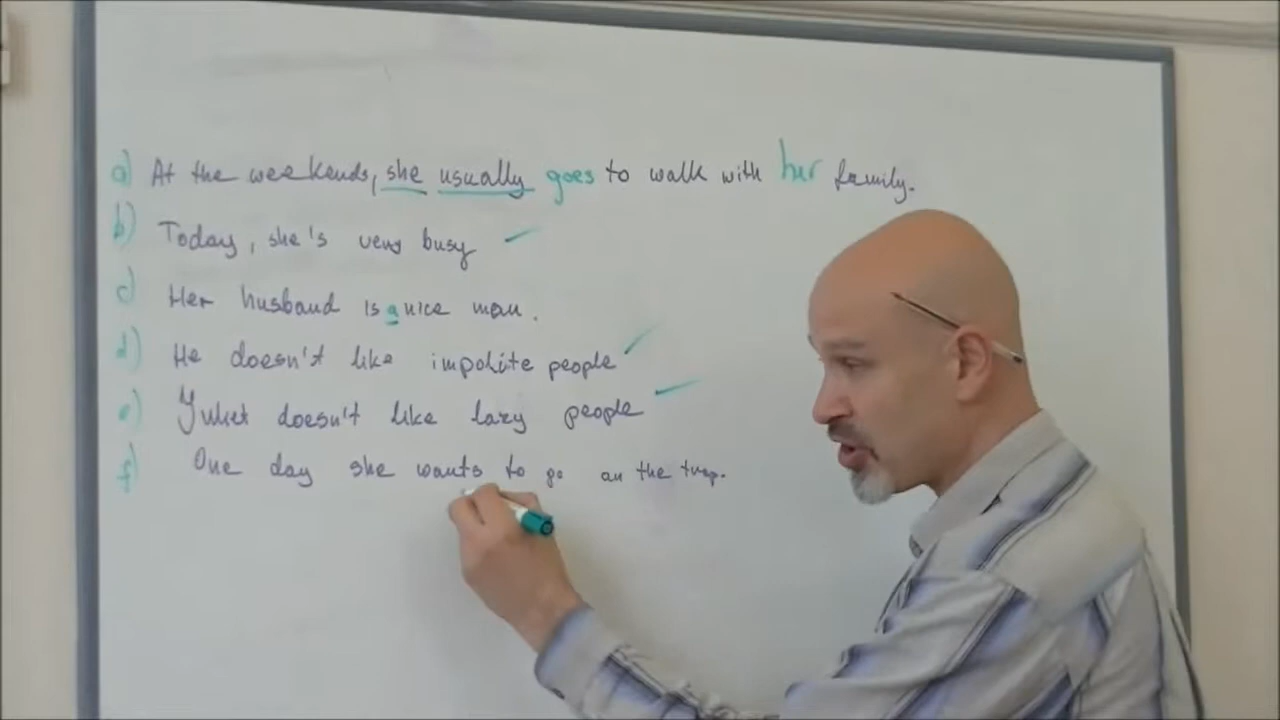 a) At the weekends, she usually goes to walk with her family.
b) Today, she's very busy
c) Her husband is a nice man.
d) He doesn't like impolite people
e) Juliet doesn't like lazy people
f) One day she wants to go on the trip.